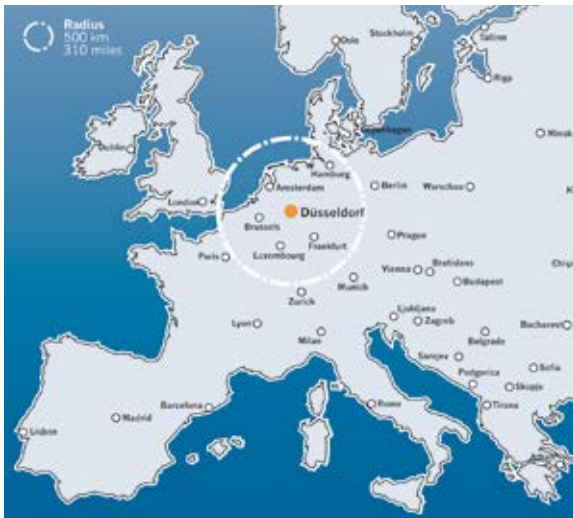 Radius
500 km
310 miles
Oslo
Stockholm
Tallinn
Riga
Minsk
Copenhagen
Dublin
Hamburg
Amsterdam
Berlin
Warschau
London
Düsseldorf
Brussels
Frankfurt
Prague
Luxembourg
Paris
Vienna
Bratislava
Munich
Budapest
Zurich
Lyon
Milan
Ljubljana
Zagreb
Belgrade
Bucharest
Sarajevo
Podgorica
Sofia
Skopje
Barcelona
Rome
Tirana
Madrid
Lisbon